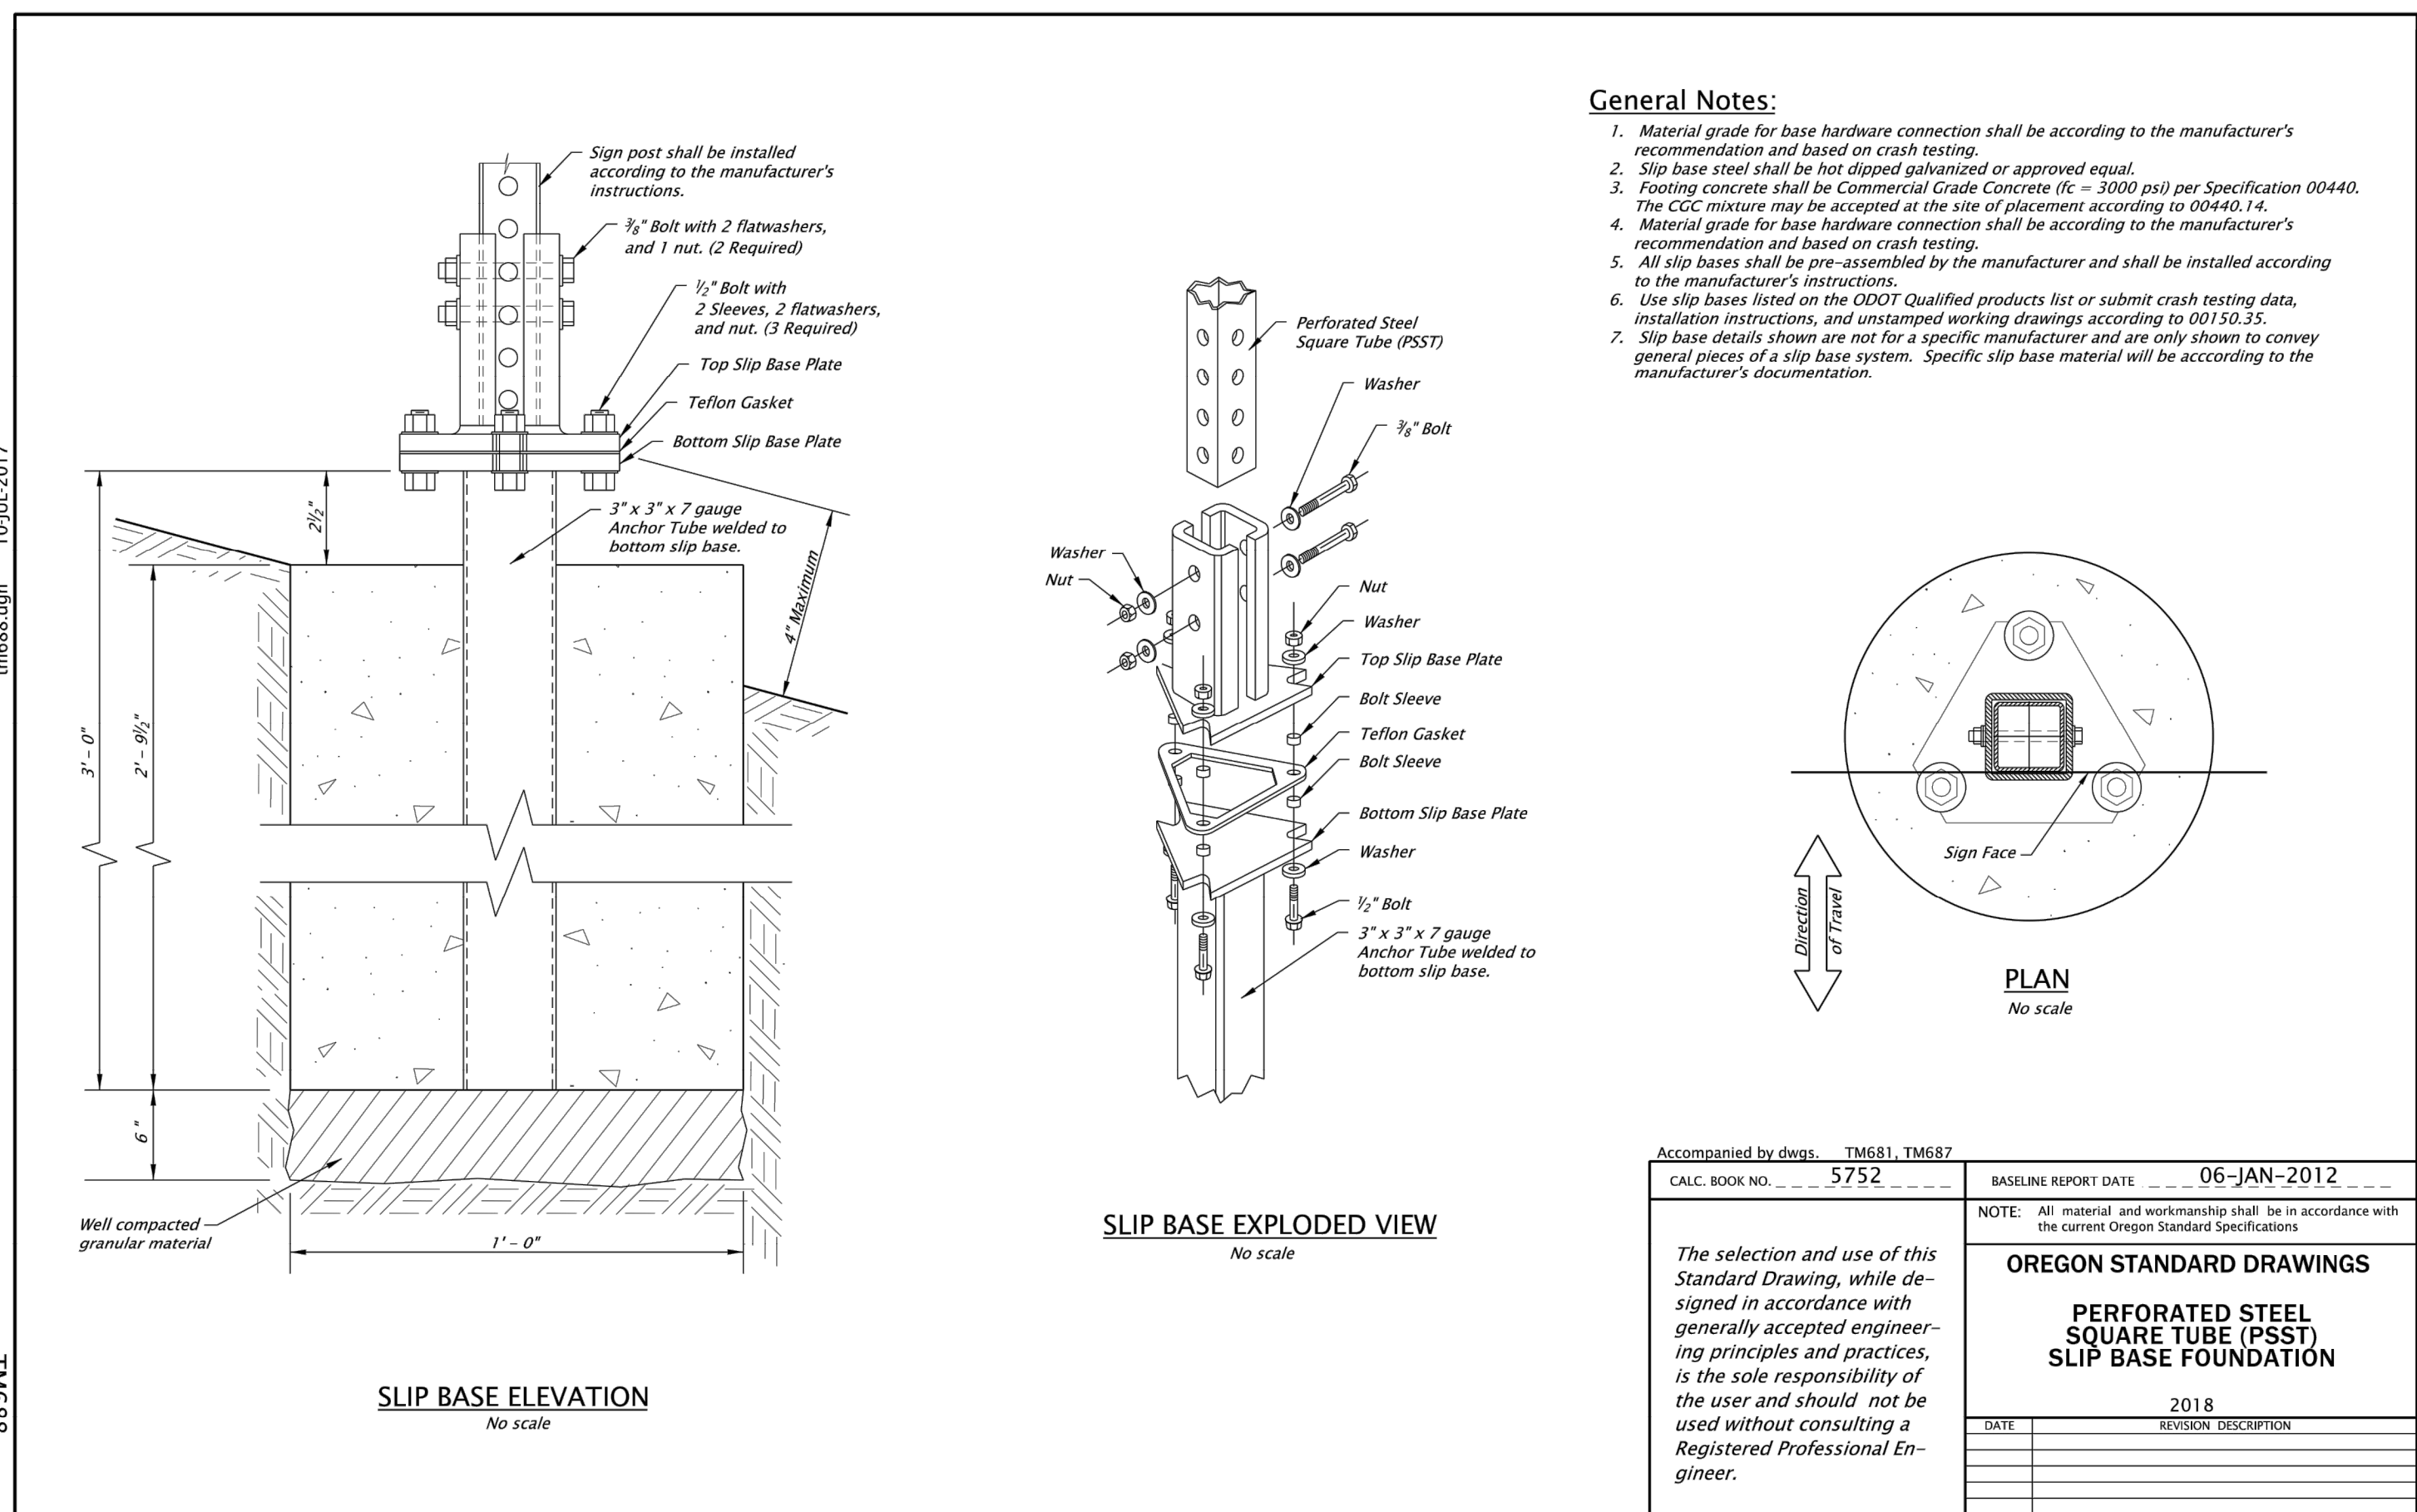 General Notes:
1. Material grade for base hardware connection shall be according to the manufacturer's
recommendation and based on crash testing.
2. Slip base steel shall be hot dipped galvanized or approved equal.
3. Footing concrete shall be Commercial Grade Concrete (fc = 3000 psi) per Specification 00440.
The CGC mixture may be accepted at the site of placement according to 00440.14.
4. Material grade for base hardware connection shall be according to the manufacturer's
recommendation and based on crash testing.
5. All slip bases shall be pre-assembled by the manufacturer and shall be installed according
to the manufacturer's instructions.
6. Use slip bases listed on the ODOT Qualified products list or submit crash testing data,
installation instructions, and unstamped working drawings according to 00150.35.
7. Slip base details shown are not for a specific manufacturer and are only shown to convey
general pieces of a slip base system. Specific slip base material will be acccording to the
manufacturer's documentation.
Sign post shall be installed
according to the manufacturer's
instructions.
3/8" Bolt with 2 flatwashers,
and 1 nut. (2 Required)
1/2" Bolt with
2 Sleeves, 2 flatwashers,
and nut. (3 Required)
Top Slip Base Plate
Teflon Gasket
Bottom Slip Base Plate
2 1/2"
3" x 3" x 7 gauge
Anchor Tube welded to
bottom slip base.
4" Maximum
3' - 0"
2' - 9 1/2"
6 "
Well compacted
granular material
1' - 0"
SLIP BASE ELEVATION
No scale
Perforated Steel
Square Tube (PSST)
Washer
3/8" Bolt
Washer
Nut
Nut
Washer
Top Slip Base Plate
Bolt Sleeve
Teflon Gasket
Bolt Sleeve
Bottom Slip Base Plate
Washer
1/2" Bolt
3" x 3" x 7 gauge
Anchor Tube welded to
bottom slip base.
SLIP BASE EXPLODED VIEW
No scale
Sign Face
Direction
of Travel
PLAN
No scale
Accompanied by dwgs. TM681, TM687
CALC. BOOK NO. 5752
BASELINE REPORT DATE 06-JAN-2012
NOTE: All material and workmanship shall be in accordance with
the current Oregon Standard Specifications
The selection and use of this
Standard Drawing, while de-
signed in accordance with
generally accepted engineer-
ing principles and practices,
is the sole responsibility of
the user and should not be
used without consulting a
Registered Professional En-
gineer.
OREGON STANDARD DRAWINGS
PERFORATED STEEL
SQUARE TUBE (PSST)
SLIP BASE FOUNDATION
2018
DATE REVISION DESCRIPTION